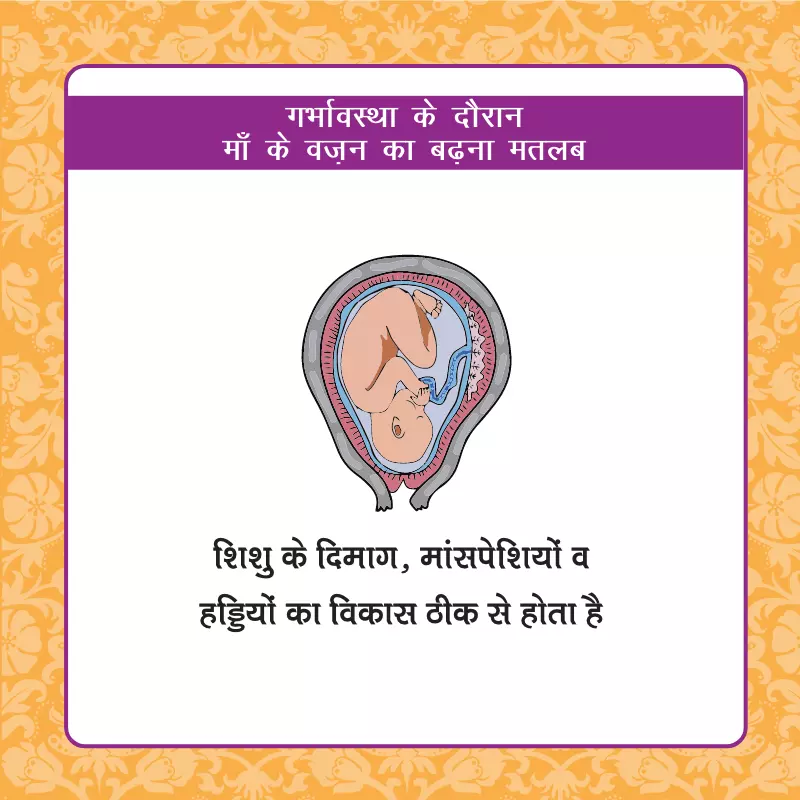 गर्भावस्था के दौरान
माँ के वज़न का बढ़ना मतलब
शिशु के दिमाग, मांसपेशियों व
हड्डियों का विकास ठीक से होता है